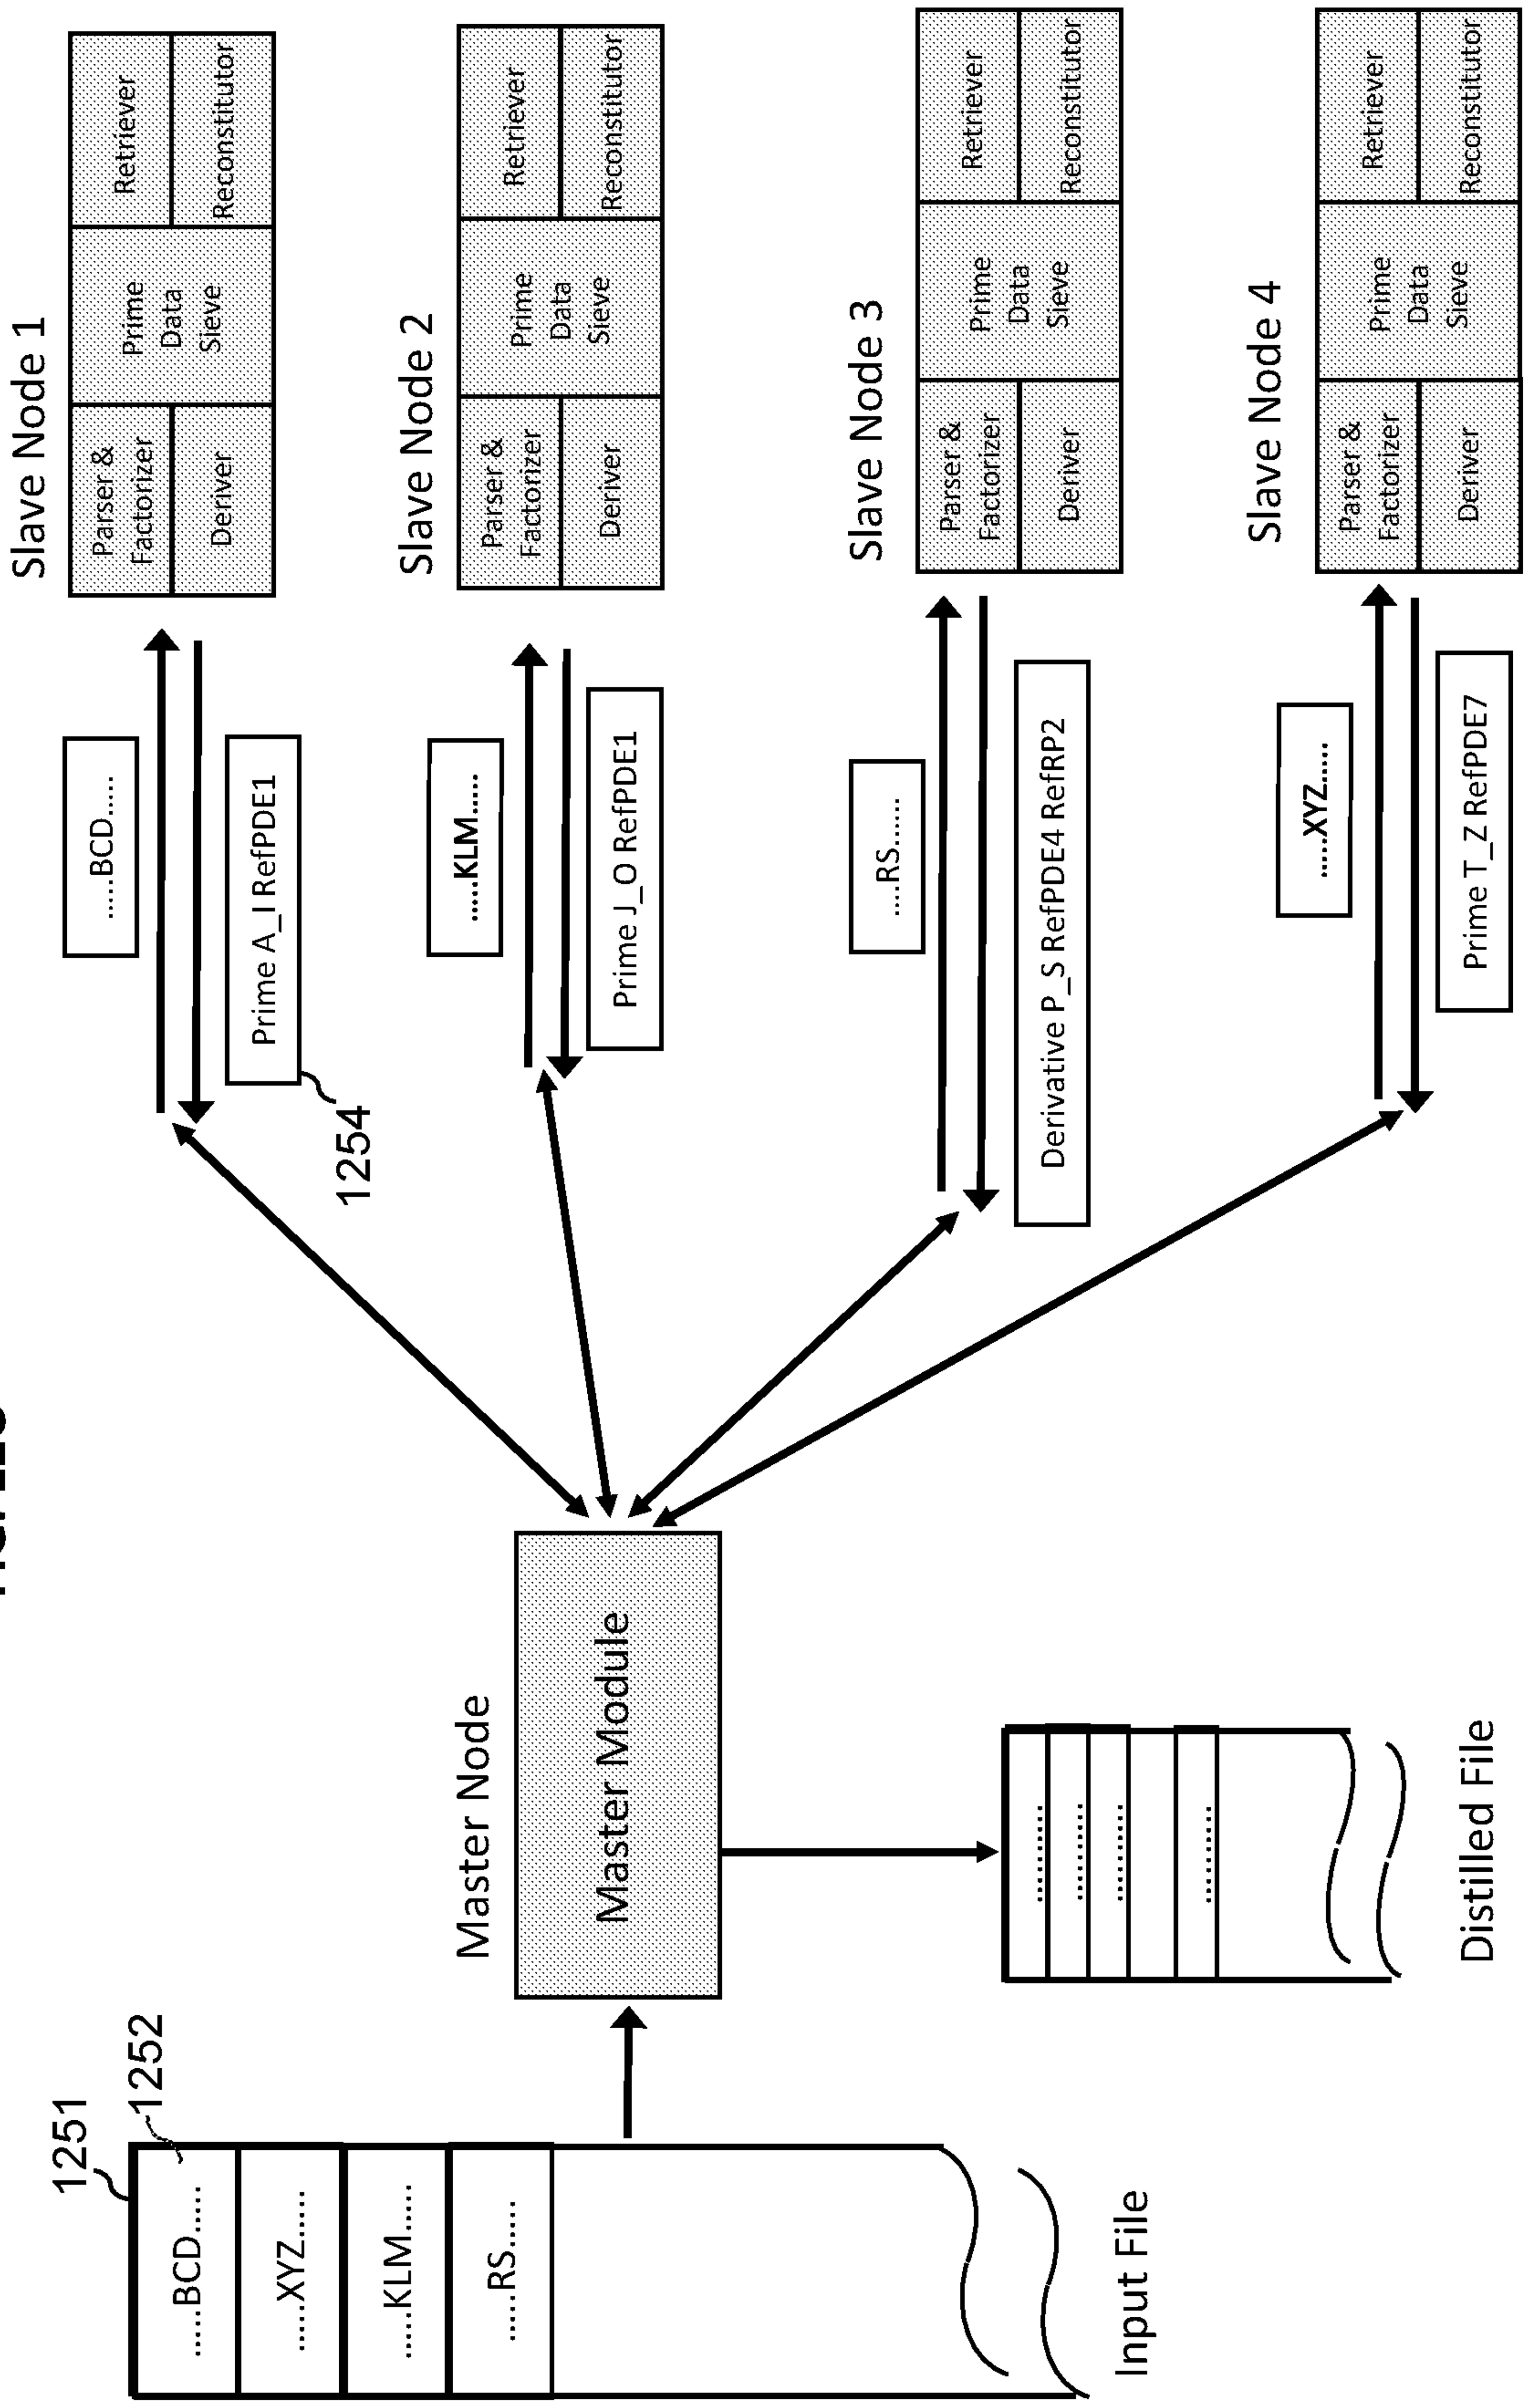 1251
1252
.....BCD.....
......XYZ.....
......KLM......
......RS.....
Input File
Master Node
Master Module
..........
..........
..........
..........
Distilled File
.....BCD.....
Prime A_I RefPDE1
1254
.....KLM.....
Prime J_O RefPDE1
.....RS......
Derivative P_S RefPDE4 RefRP2
.....XYZ.....
Prime T_Z RefPDE7
Slave Node 1
Parser &
Factorizer
Deriver
Prime
Data
Sieve
Retriever
Reconstitutor
Slave Node 2
Parser &
Factorizer
Deriver
Prime
Data
Sieve
Retriever
Reconstitutor
Slave Node 3
Parser &
Factorizer
Deriver
Prime
Data
Sieve
Retriever
Reconstitutor
Slave Node 4
Parser &
Factorizer
Deriver
Prime
Data
Sieve
Retriever
Reconstitutor